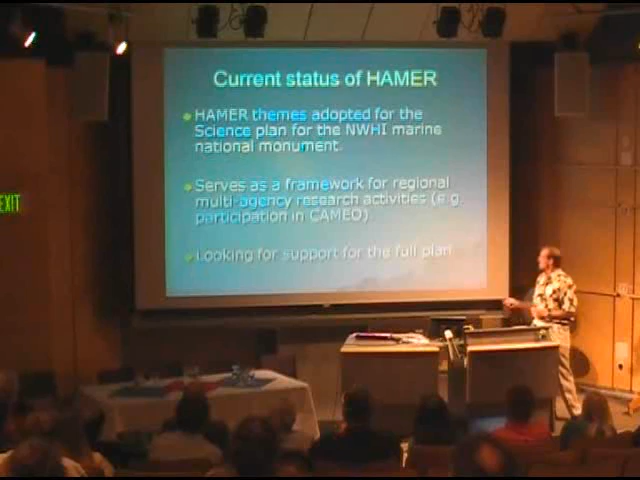 Current status of HAMER
HAMER themes adopted for the
Science plan for the NWHI marine
national monument.
Serves as a framework for regional
multi-agency research activities (e.g.
participation in CAMEO)
Looking for support for the full plan
EXIT